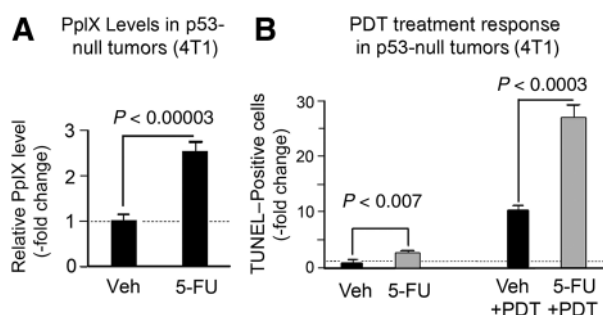 A
PpIX Levels in p53-
null tumors (4T1)
Relative PpIX level
(-fold change)
3
2
1
0
P < 0.00003
Veh
5-FU
B
PDT treatment response
in p53-null tumors (4T1)
TUNEL–Positive cells
(-fold change)
30
20
10
0
P < 0.007
P < 0.0003
Veh
5-FU
Veh
+PDT
5-FU
+PDT